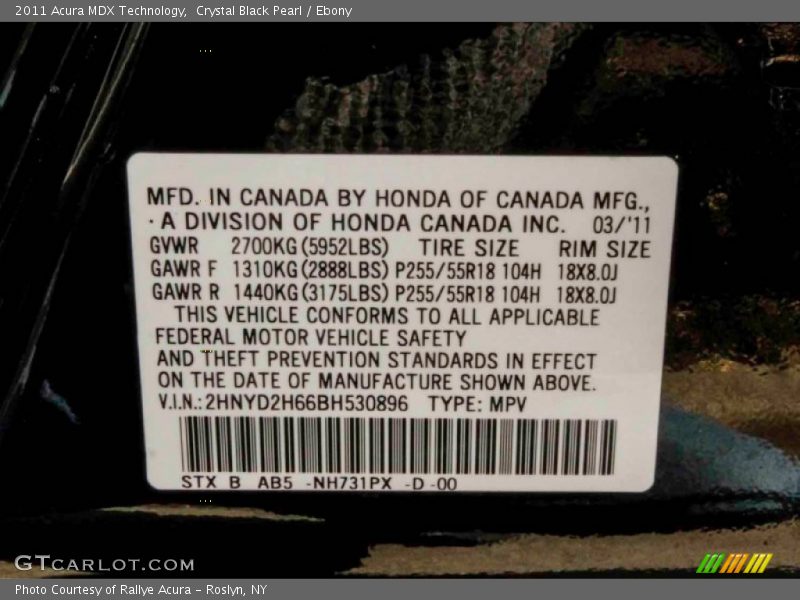 2011 Acura MDX Technology,  Crystal Black Pearl / Ebony
MFD. IN CANADA BY HONDA OF CANADA MFG.,
· A DIVISION OF HONDA CANADA INC.  03/'11
GVWR  2700KG(5952LBS)  TIRE SIZE  RIM SIZE
GAWR F  1310KG(2888LBS) P255/55R18 104H  18X8.0J
GAWR R  1440KG(3175LBS) P255/55R18 104H  18X8.0J
THIS VEHICLE CONFORMS TO ALL APPLICABLE
FEDERAL MOTOR VEHICLE SAFETY
AND THEFT PREVENTION STANDARDS IN EFFECT
ON THE DATE OF MANUFACTURE SHOWN ABOVE.
V.I.N.:2HNYD2H66BH530896  TYPE: MPV
STX  B  AB5  -NH731PX  -D -00
GTCARLOT.COM
Photo Courtesy of Rallye Acura – Roslyn, NY